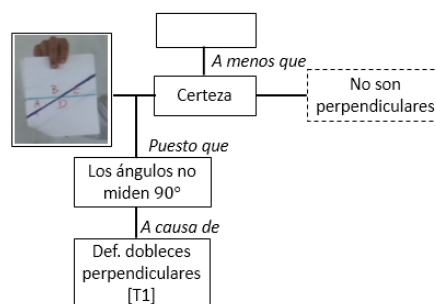 A menos que
B
C
A
D
Certeza
No son
perpendiculares
Puesto que
Los ángulos no
miden 90°
A causa de
Def. dobleces
perpendiculares
[T1]